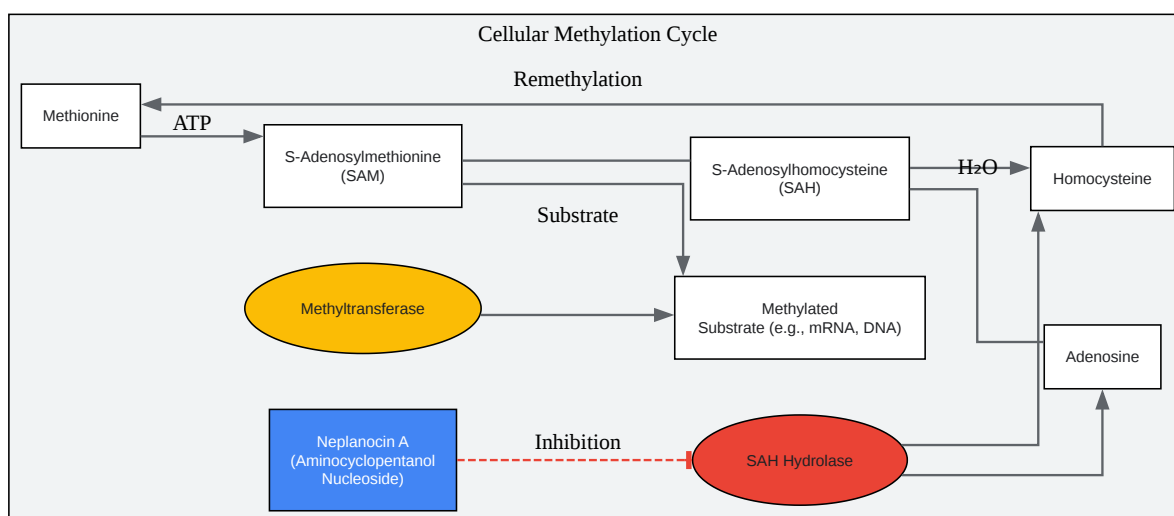 Cellular Methylation Cycle
Remethylation
Methionine
ATP
S-Adenosylmethionine
(SAM)
S-Adenosylhomocysteine
(SAH)
H₂O
Homocysteine
Substrate
Methyltransferase
Methylated
Substrate (e.g., mRNA, DNA)
Adenosine
Neplanocin A
(Aminocyclopentanol
Nucleoside)
Inhibition
SAH Hydrolase